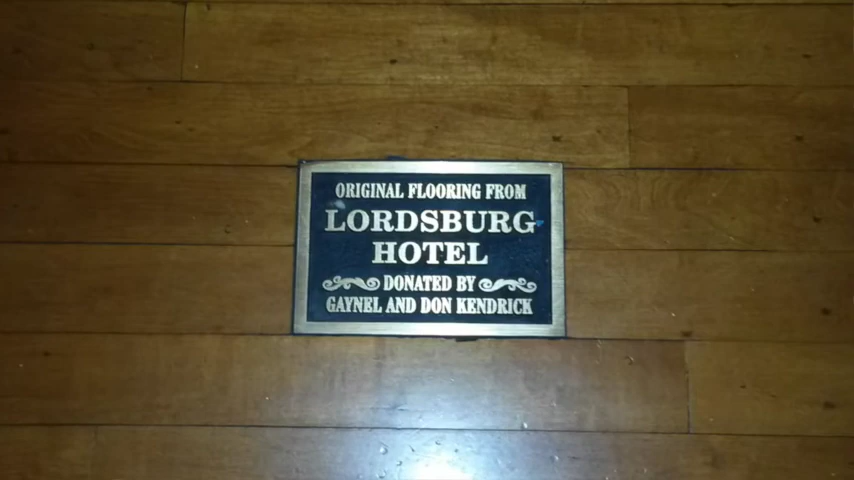 ORIGINAL FLOORING FROM
LORDSBURG
HOTEL
DONATED BY
GAYNEL AND DON KENDRICK